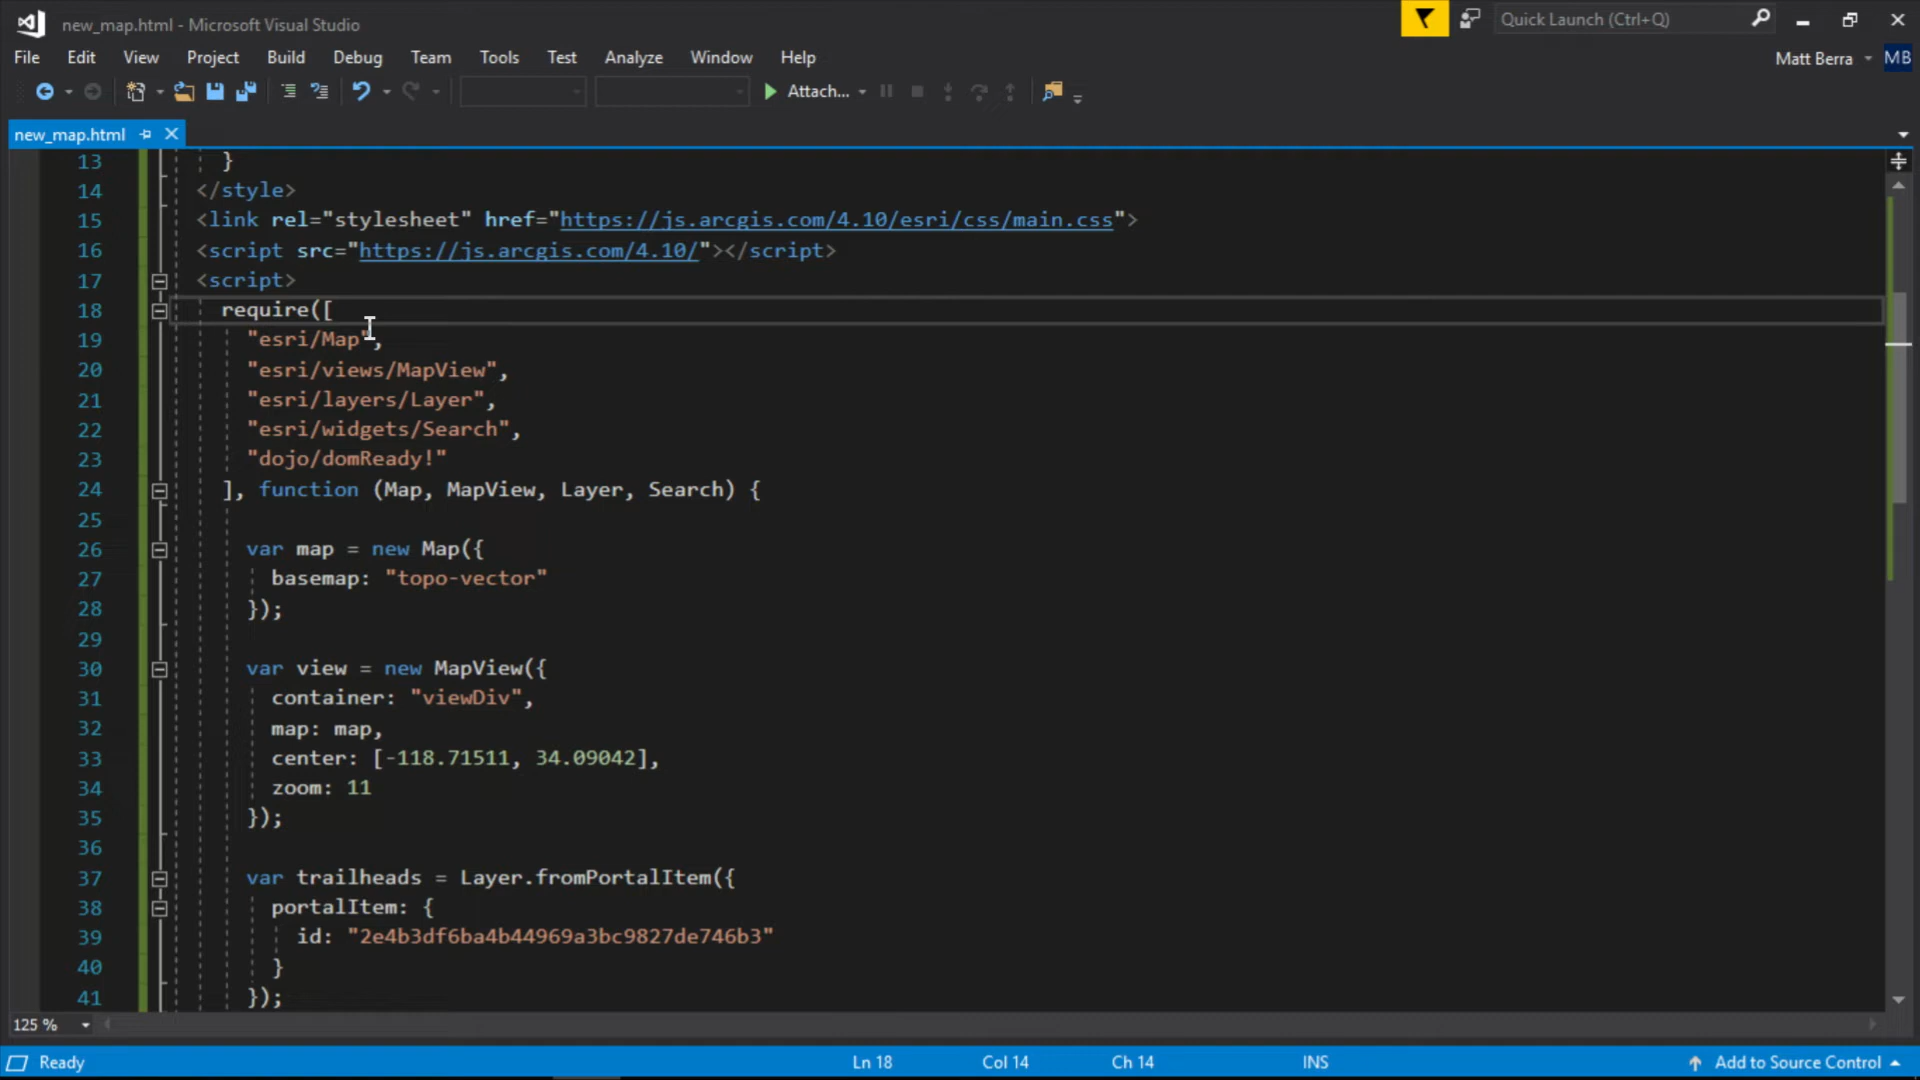 new_map.html - Microsoft Visual Studio
Quick Launch (Ctrl+Q)
File Edit View Project Build Debug Team Tools Test Analyze Window Help
Matt Berra MB
Attach...
new_map.html
13 }
14 </style>
15 <link rel="stylesheet" href="https://js.arcgis.com/4.10/esri/css/main.css">
16 <script src="https://js.arcgis.com/4.10/"></script>
17 <script>
18 require([
19 "esri/Map",
20 "esri/views/MapView",
21 "esri/layers/Layer",
22 "esri/widgets/Search",
23 "dojo/domReady!"
24 ], function (Map, MapView, Layer, Search) {
25
26 var map = new Map({
27 basemap: "topo-vector"
28 });
29
30 var view = new MapView({
31 container: "viewDiv",
32 map: map,
33 center: [-118.71511, 34.09042],
34 zoom: 11
35 });
36
37 var trailheads = Layer.fromPortalItem({
38 portalItem: {
39 id: "2e4b3df6ba4b44969a3bc9827de746b3"
40 }
41 });
125 %
Ready Ln 18 Col 14 Ch 14 INS Add to Source Control